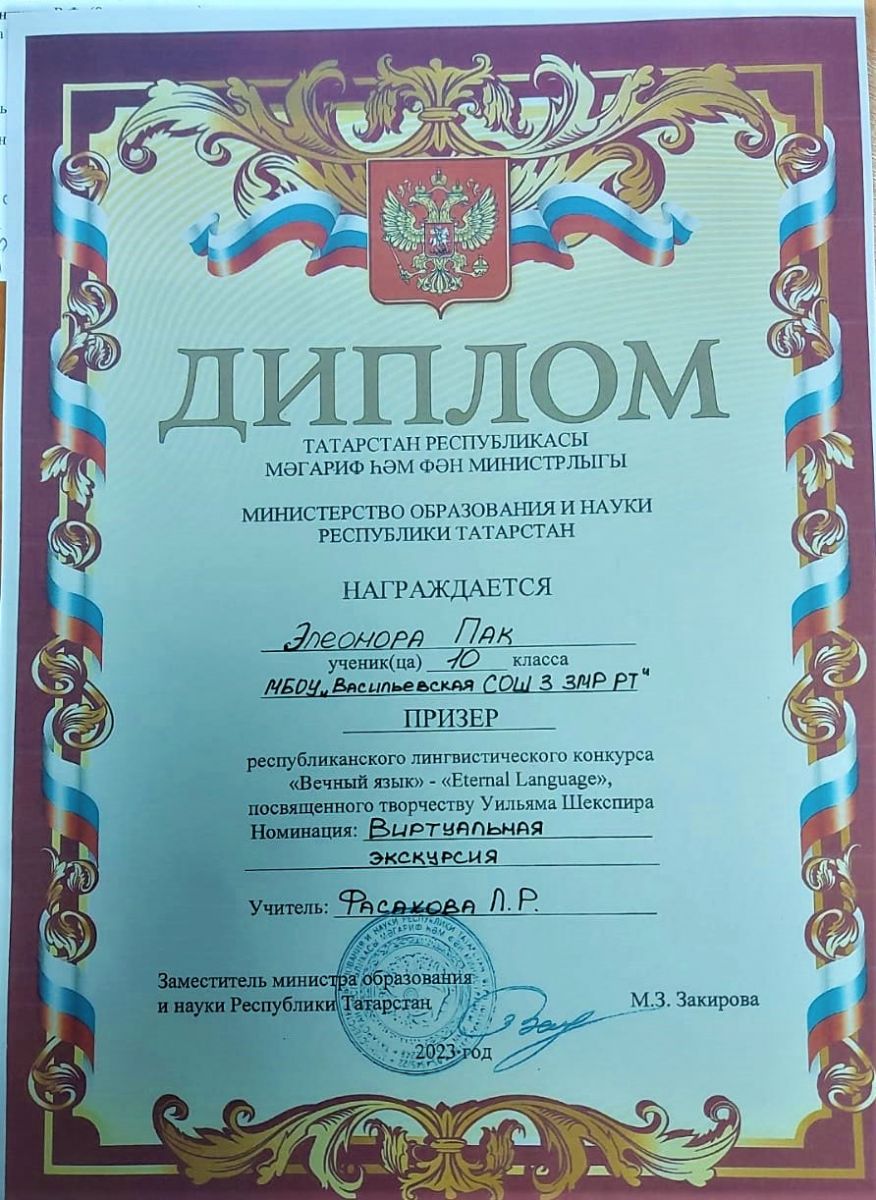 ДИПЛОМ
ТАТАРСТАН РЕСПУБЛИКАСЫ
МӘГАРИФ ҺӘМ ФӘН МИНИСТРЛЫГЫ
МИНИСТЕРСТВО ОБРАЗОВАНИЯ И НАУКИ
РЕСПУБЛИКИ ТАТАРСТАН
НАГРАЖДАЕТСЯ
Элеонора Пак
ученик(ца) 10 класса
МБОУ „Васильевская СОШ 3 ЗМР РТ"
ПРИЗЕР
республиканского лингвистического конкурса
«Вечный язык» - «Eternal Language»,
посвященного творчеству Уильяма Шекспира
Номинация: Виртуальная
экскурсия
Учитель: Фасахова Л.Р.
Заместитель министра образования
и науки Республики Татарстан М.З. Закирова
2023 год